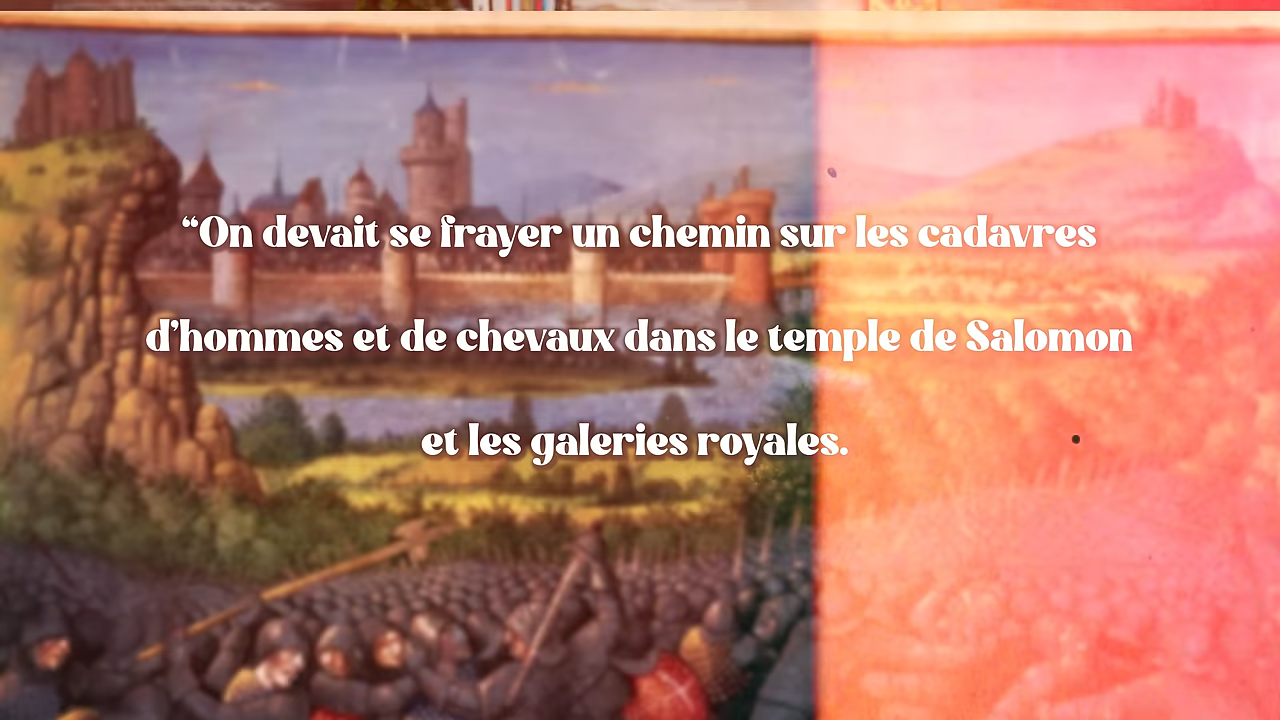 “On devait se frayer un chemin sur les cadavres
d’hommes et de chevaux dans le temple de Salomon
et les galeries royales.